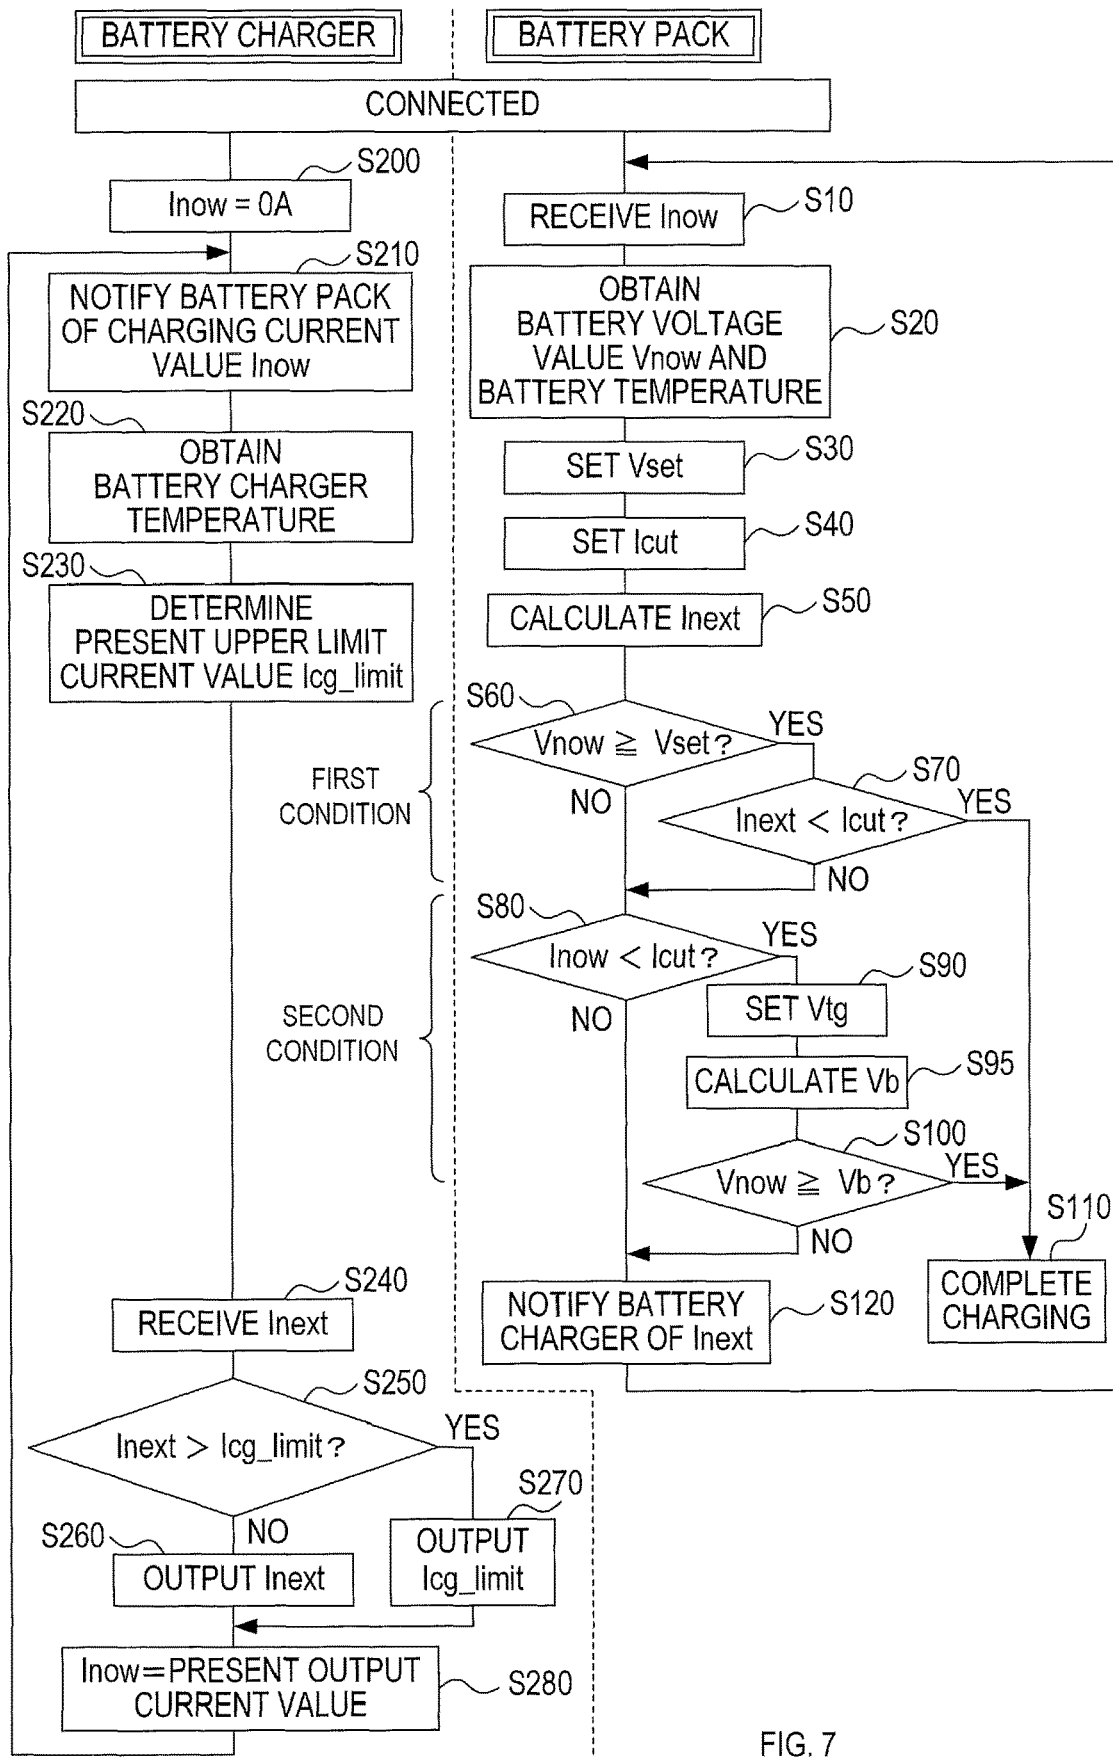 BATTERY CHARGER
BATTERY PACK
CONNECTED
S200
Inow = 0A
S210
NOTIFY BATTERY PACK
OF CHARGING CURRENT
VALUE Inow
S220
OBTAIN
BATTERY CHARGER
TEMPERATURE
S230
DETERMINE
PRESENT UPPER LIMIT
CURRENT VALUE Icg_limit
S10
RECEIVE Inow
OBTAIN
BATTERY VOLTAGE
VALUE Vnow AND
BATTERY TEMPERATURE
S20
SET Vset
S30
SET Icut
S40
CALCULATE Inext
S50
FIRST
CONDITION
S60
Vnow ≧ Vset?
YES
NO
S70
Inext < Icut?
YES
NO
SECOND
CONDITION
S80
Inow < Icut?
YES
NO
S90
SET Vtg
CALCULATE Vb
S95
S100
Vnow ≧ Vb?
YES
NO
S110
COMPLETE
CHARGING
NOTIFY BATTERY
CHARGER OF Inext
S120
S240
RECEIVE Inext
S250
Inext > Icg_limit?
YES
NO
S260
OUTPUT Inext
S270
OUTPUT
Icg_limit
Inow=PRESENT OUTPUT
CURRENT VALUE
S280
FIG. 7